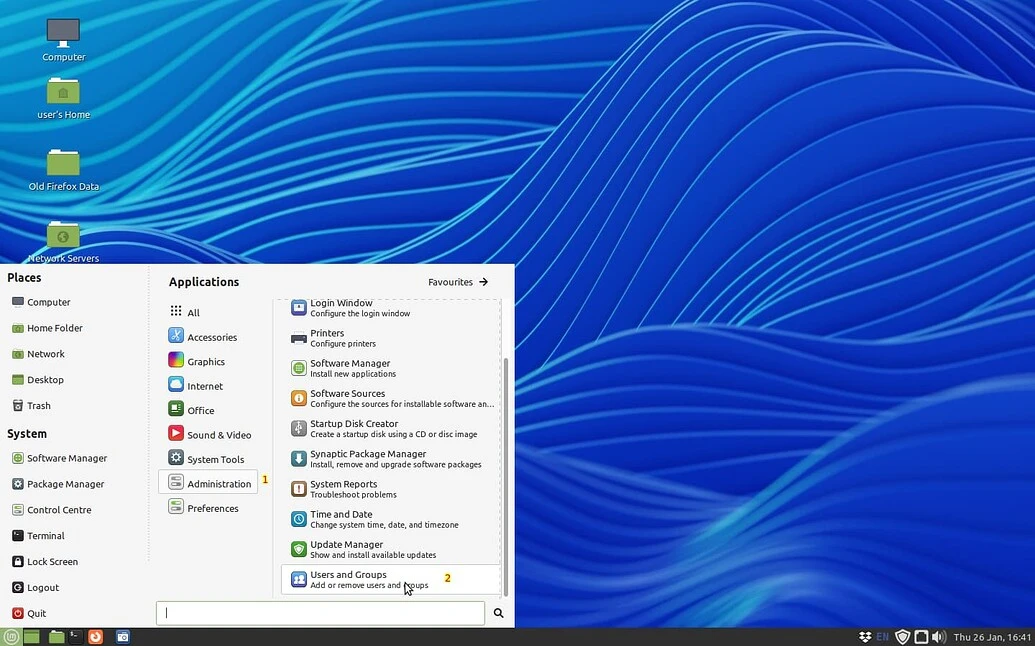 Computer
user's Home
Old Firefox Data
Network Servers
Places
Computer
Home Folder
Network
Desktop
Trash
System
Software Manager
Package Manager
Control Centre
Terminal
Lock Screen
Logout
Quit
Applications
Favourites
All
Accessories
Graphics
Internet
Office
Sound & Video
System Tools
Administration 1
Preferences
Login Window
Configure the login window
Printers
Configure printers
Software Manager
Install new applications
Software Sources
Configure the sources for installable software an...
Startup Disk Creator
Create a startup disk using a CD or disc image
Synaptic Package Manager
Install, remove and upgrade software packages
System Reports
Troubleshoot problems
Time and Date
Change system time, date, and timezone
Update Manager
Show and install available updates
Users and Groups 2
Add or remove users and groups
EN Thu 26 Jan, 16:41